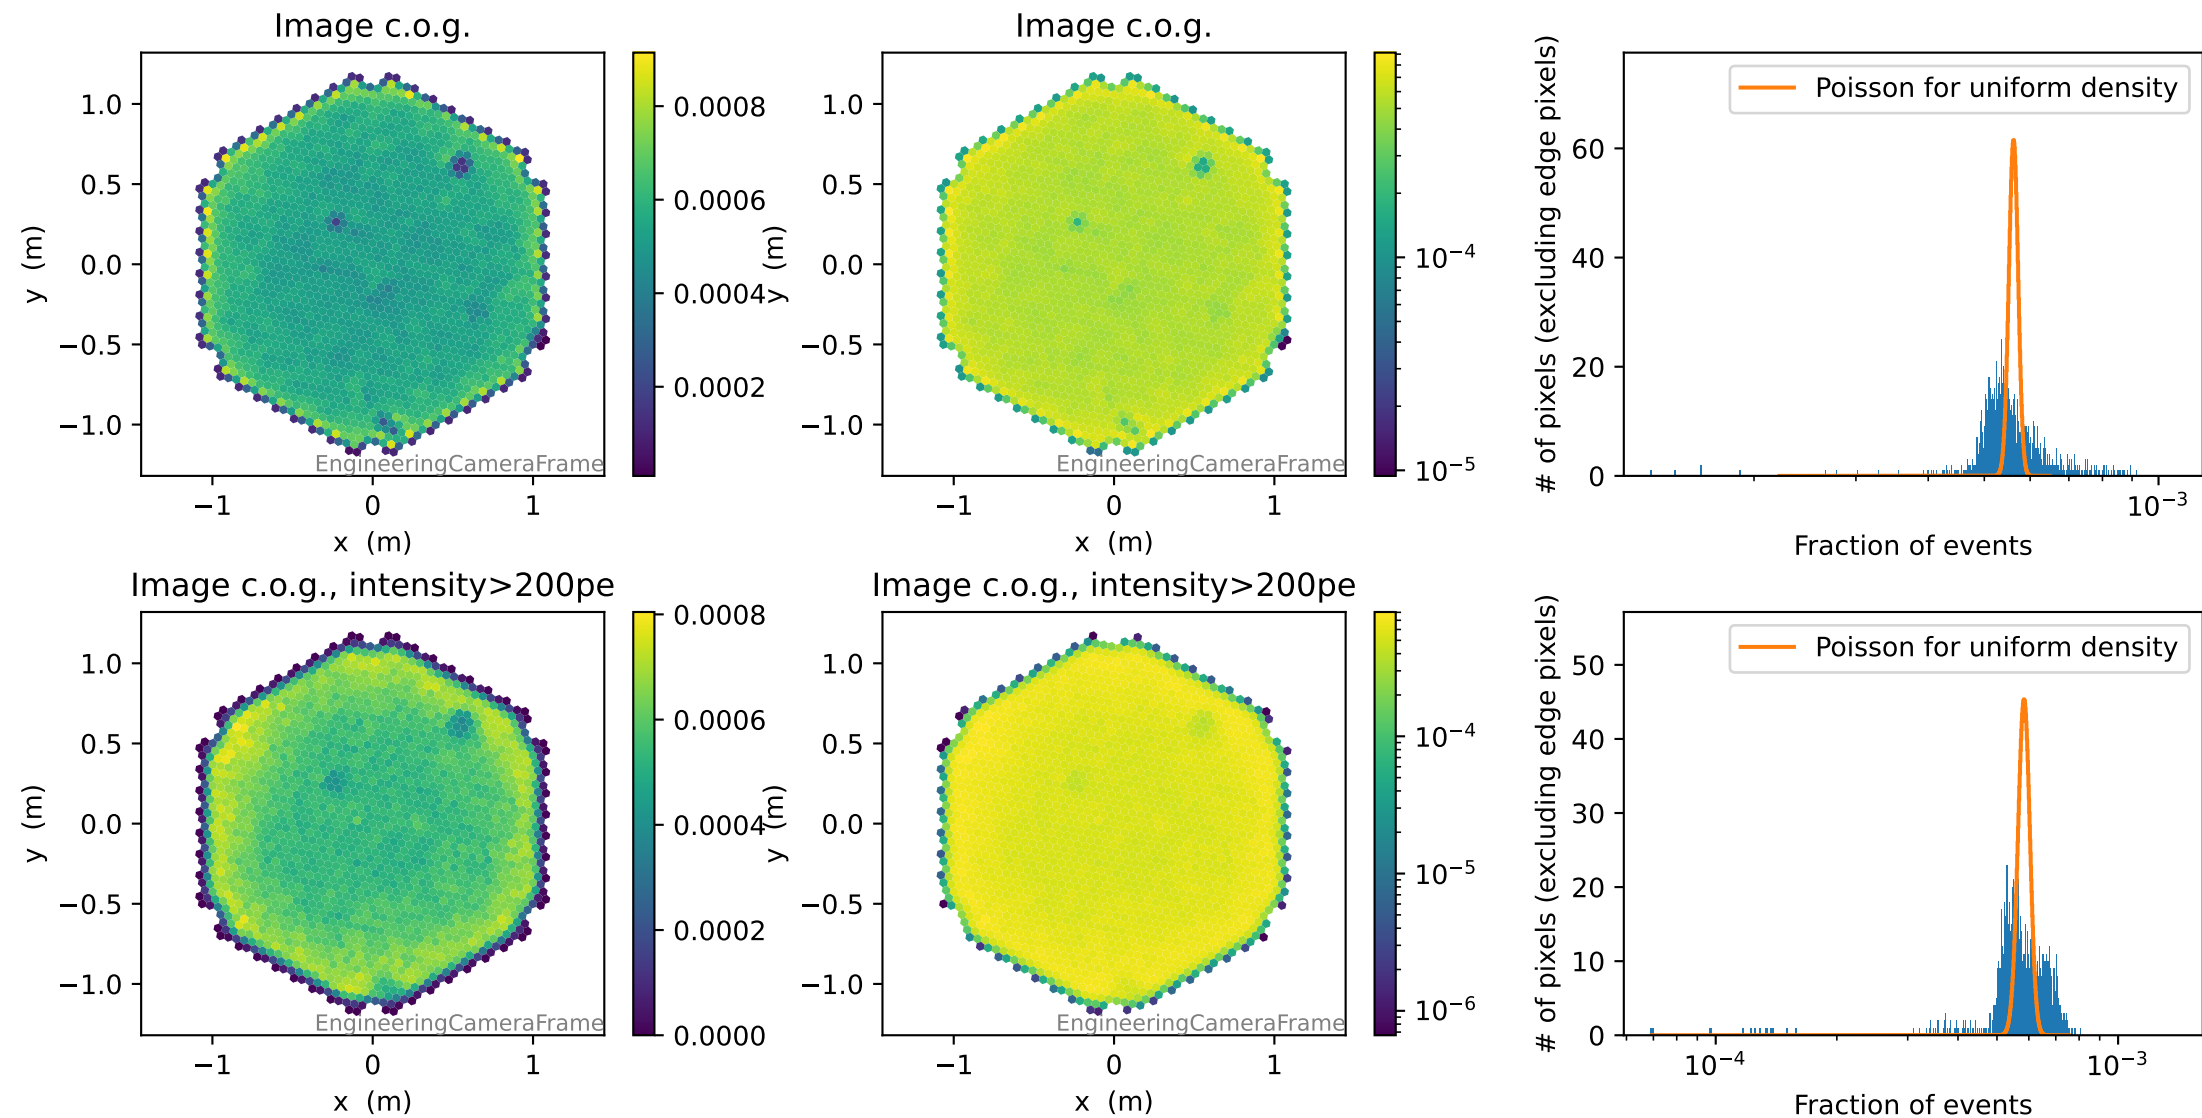 Image c.o.g.
1.0
0.5
0.0
−0.5
−1.0
y (m)
−1 0 1
x (m)
EngineeringCameraFrame
0.0008
0.0006
0.0004
0.0002
Image c.o.g.
1.0
0.5
0.0
−0.5
−1.0
y (m)
−1 0 1
x (m)
EngineeringCameraFrame
10−4
10−5
Poisson for uniform density
# of pixels (excluding edge pixels)
60
40
20
0
10−3
Fraction of events
Image c.o.g., intensity>200pe
1.0
0.5
0.0
−0.5
−1.0
y (m)
−1 0 1
x (m)
EngineeringCameraFrame
0.0008
0.0006
0.0004
0.0002
0.0000
Image c.o.g., intensity>200pe
1.0
0.5
0.0
−0.5
−1.0
y (m)
−1 0 1
x (m)
EngineeringCameraFrame
10−4
10−5
10−6
Poisson for uniform density
# of pixels (excluding edge pixels)
50
40
30
20
10
0
10−4 10−3
Fraction of events